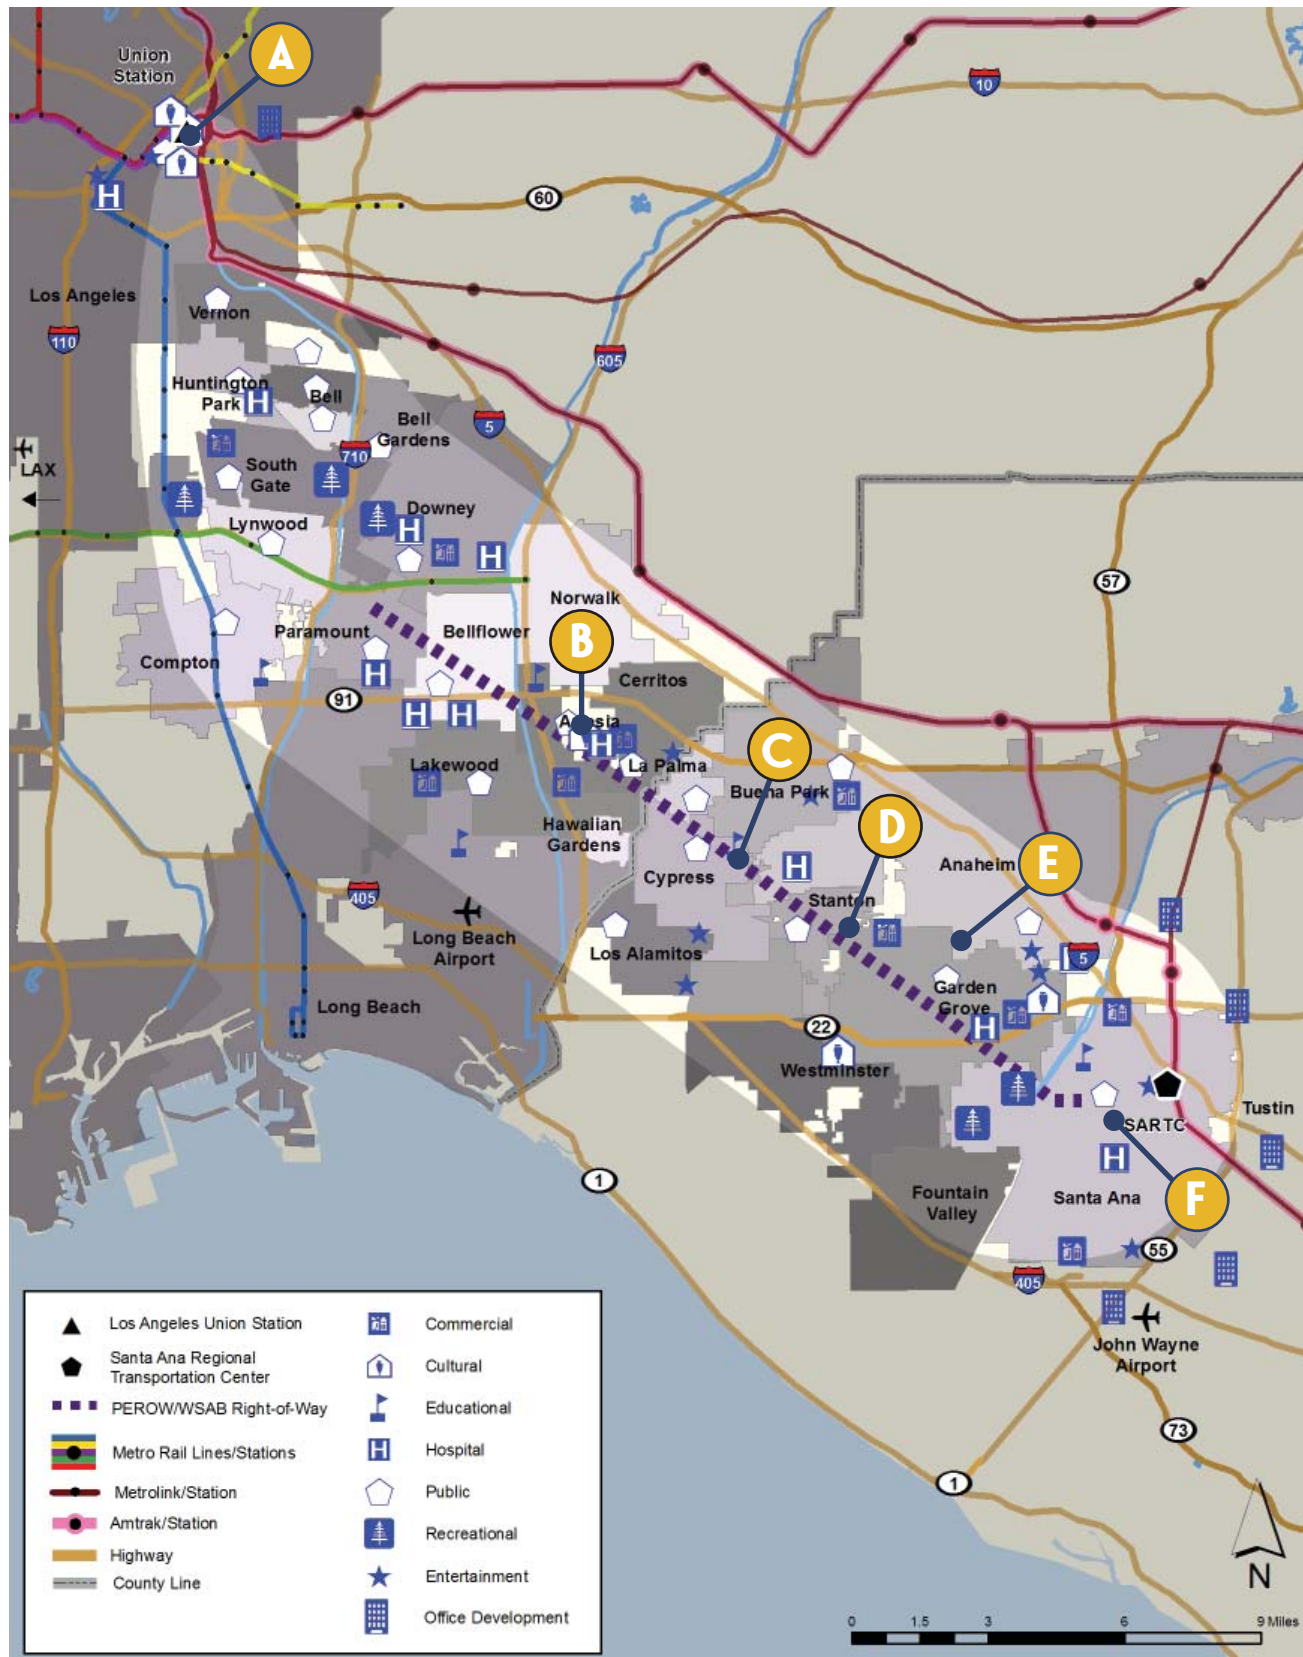 Union
Station
A
10
60
Los Angeles
Vernon
110
605
Huntington
Park
Bell
Bell
Gardens
5
LAX
710
South
Gate
Lynwood
Downey
H
57
Norwalk
Paramount
Bellflower
B
Compton
Cerritos
91
Artesia
C
La Palma
Lakewood
Buena Park
D
Hawaiian
Gardens
E
Anaheim
Cypress
405
Stanton
Long Beach
Airport
Los Alamitos
5
Garden
Grove
Long Beach
22
Westminster
Tustin
SARTC
1
Fountain
Valley
Santa Ana
F
55
405
John Wayne
Airport
73
1
N
Los Angeles Union Station
Santa Ana Regional
Transportation Center
PEROW/WSAB Right-of-Way
Metro Rail Lines/Stations
Metrolink/Station
Amtrak/Station
Highway
County Line
Commercial
Cultural
Educational
Hospital
Public
Recreational
Entertainment
Office Development
0 1.5 3 6 9 Miles